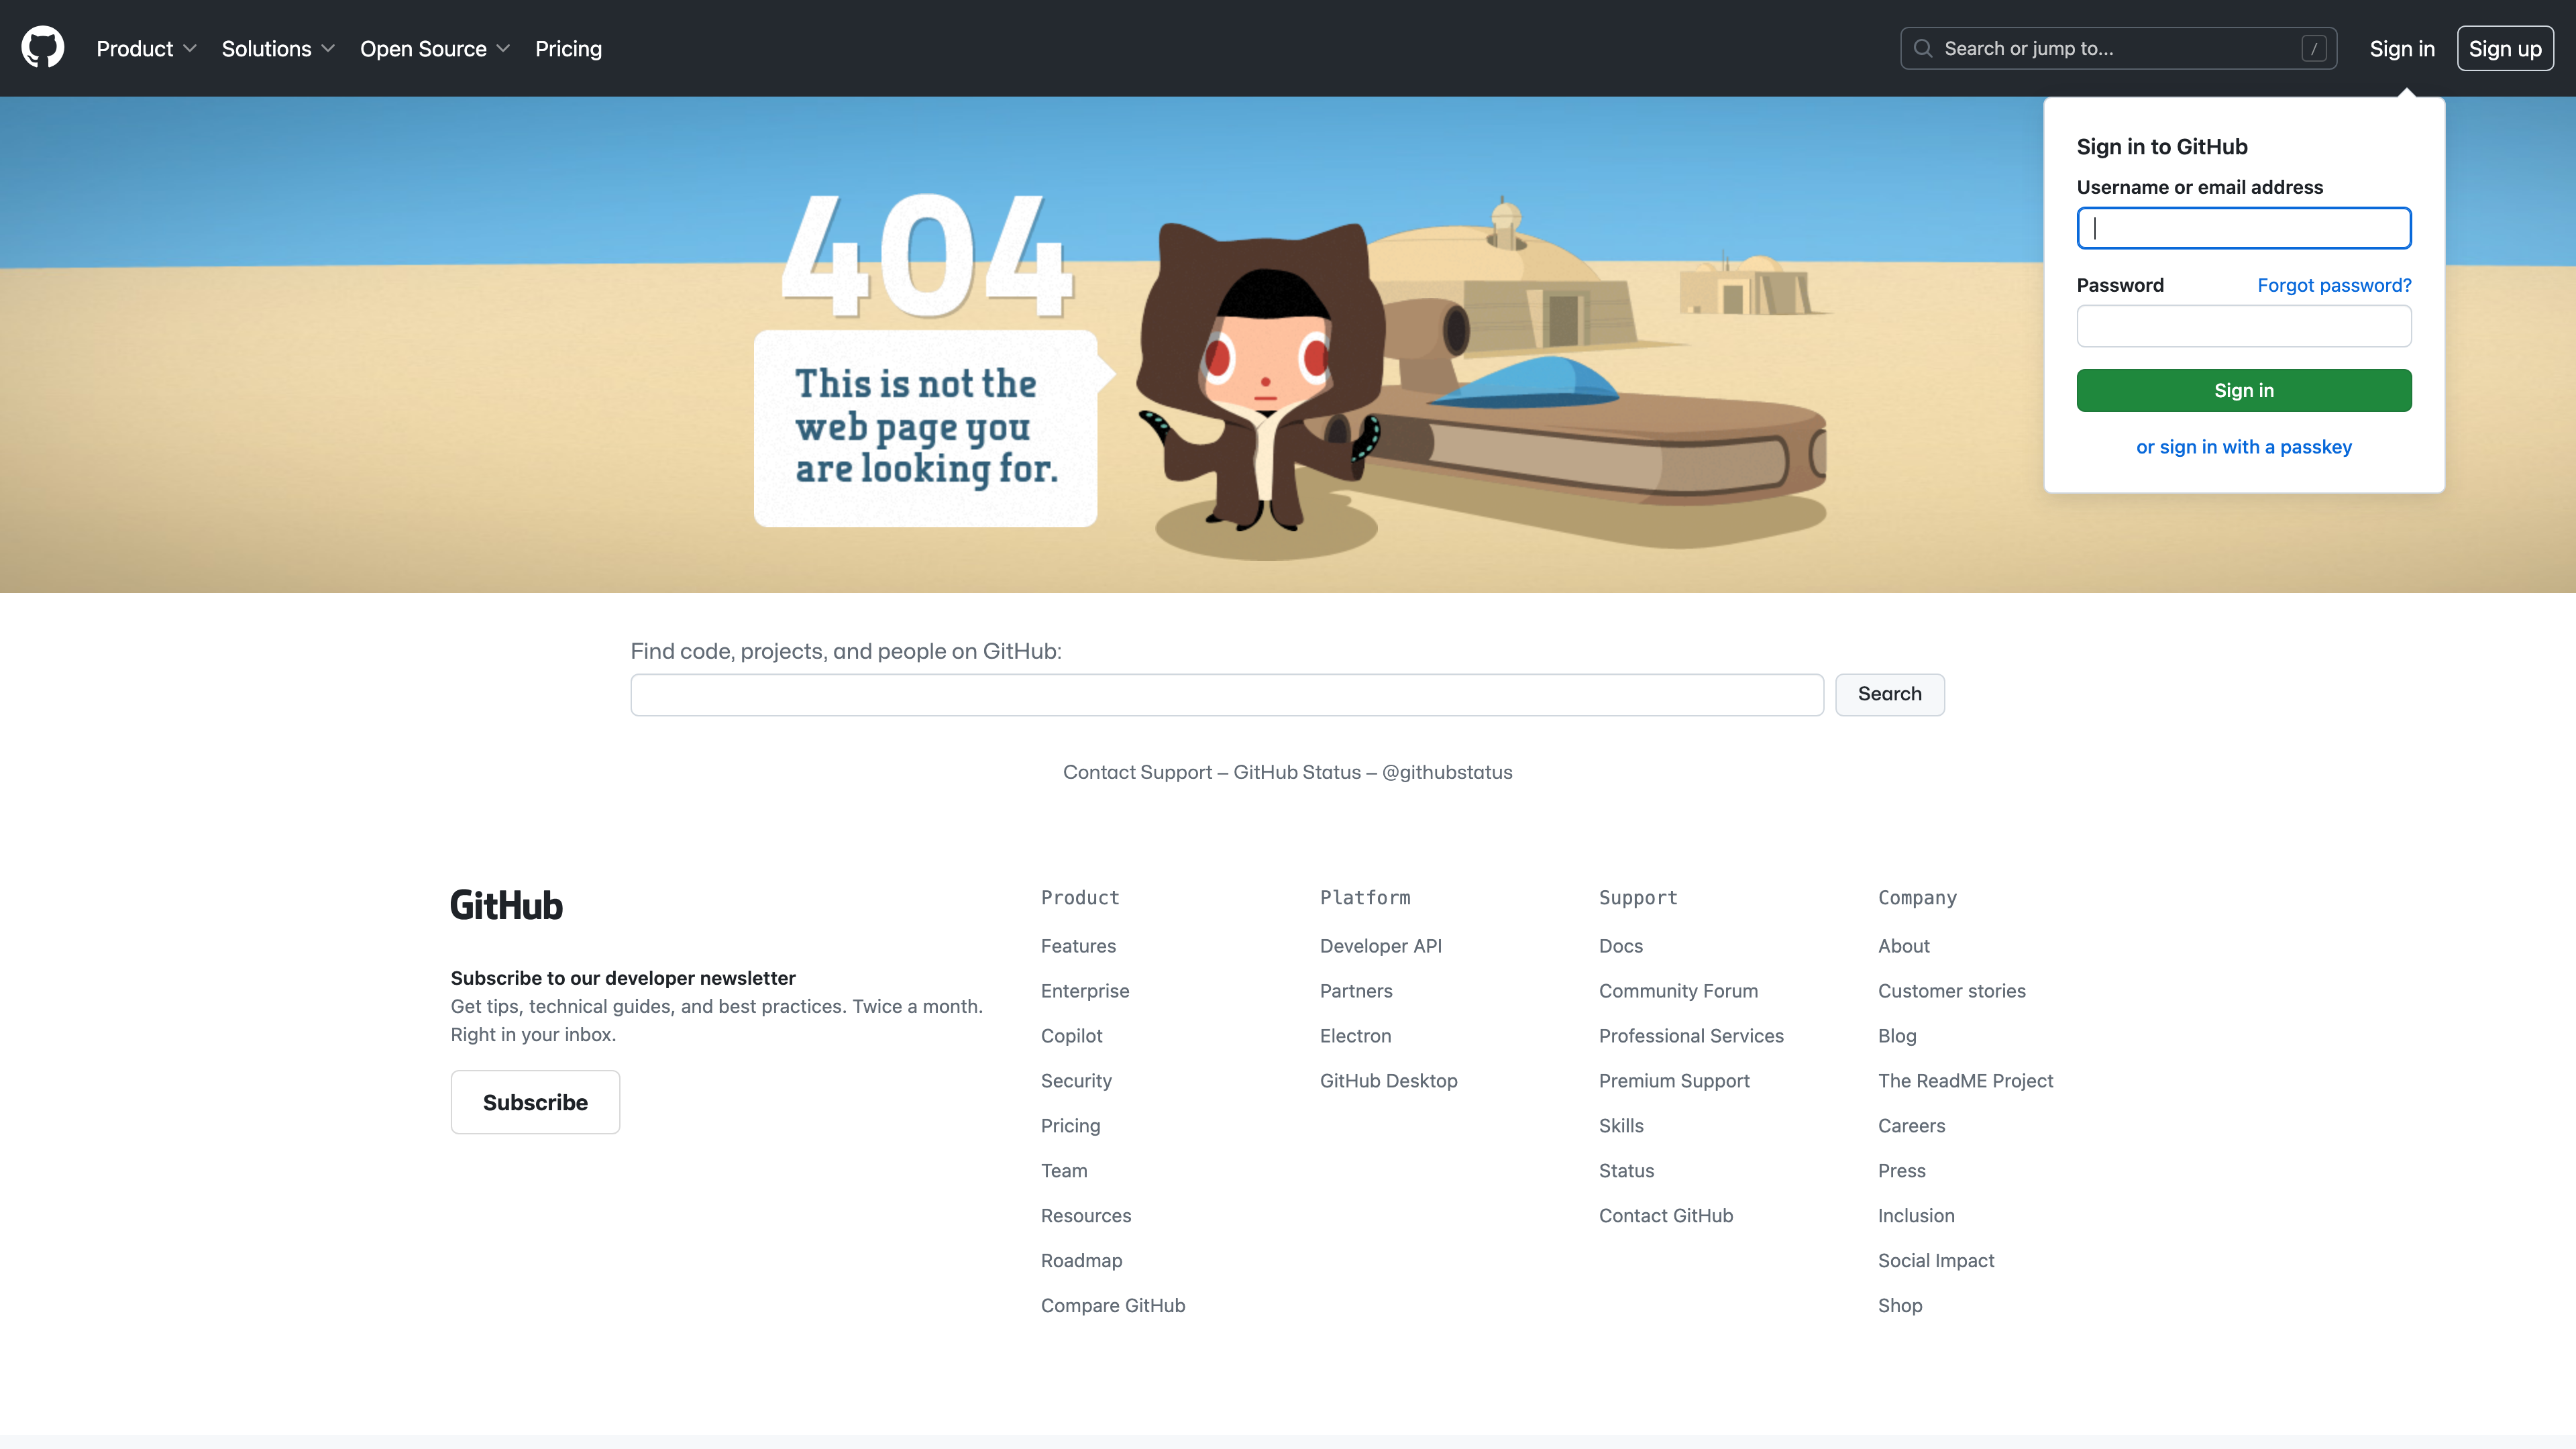 Product
Solutions
Open Source
Pricing
Search or jump to...
/
Sign in
Sign up
404
This is not the
web page you
are looking for.
Sign in to GitHub
Username or email address
Password
Forgot password?
Sign in
or sign in with a passkey
Find code, projects, and people on GitHub:
Search
Contact Support — GitHub Status — @githubstatus
GitHub
Subscribe to our developer newsletter
Get tips, technical guides, and best practices. Twice a month.
Right in your inbox.
Subscribe
Product
Features
Enterprise
Copilot
Security
Pricing
Team
Resources
Roadmap
Compare GitHub
Platform
Developer API
Partners
Electron
GitHub Desktop
Support
Docs
Community Forum
Professional Services
Premium Support
Skills
Status
Contact GitHub
Company
About
Customer stories
Blog
The ReadME Project
Careers
Press
Inclusion
Social Impact
Shop